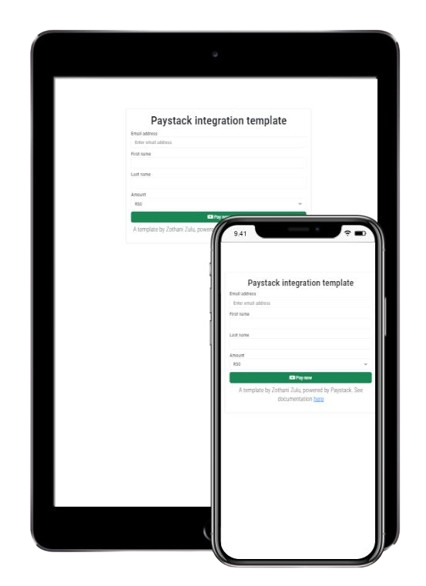 Paystack integration template
Email address
Enter email address
First name
Last name
Amount
R50
Pay now
A template by Zothani Zulu, powered
9.41
Paystack integration template
Email address
Enter email address
First name
Last name
Amount
R50
Pay now
A template by Zothani Zulu, powered by Paystack. See
documentation here